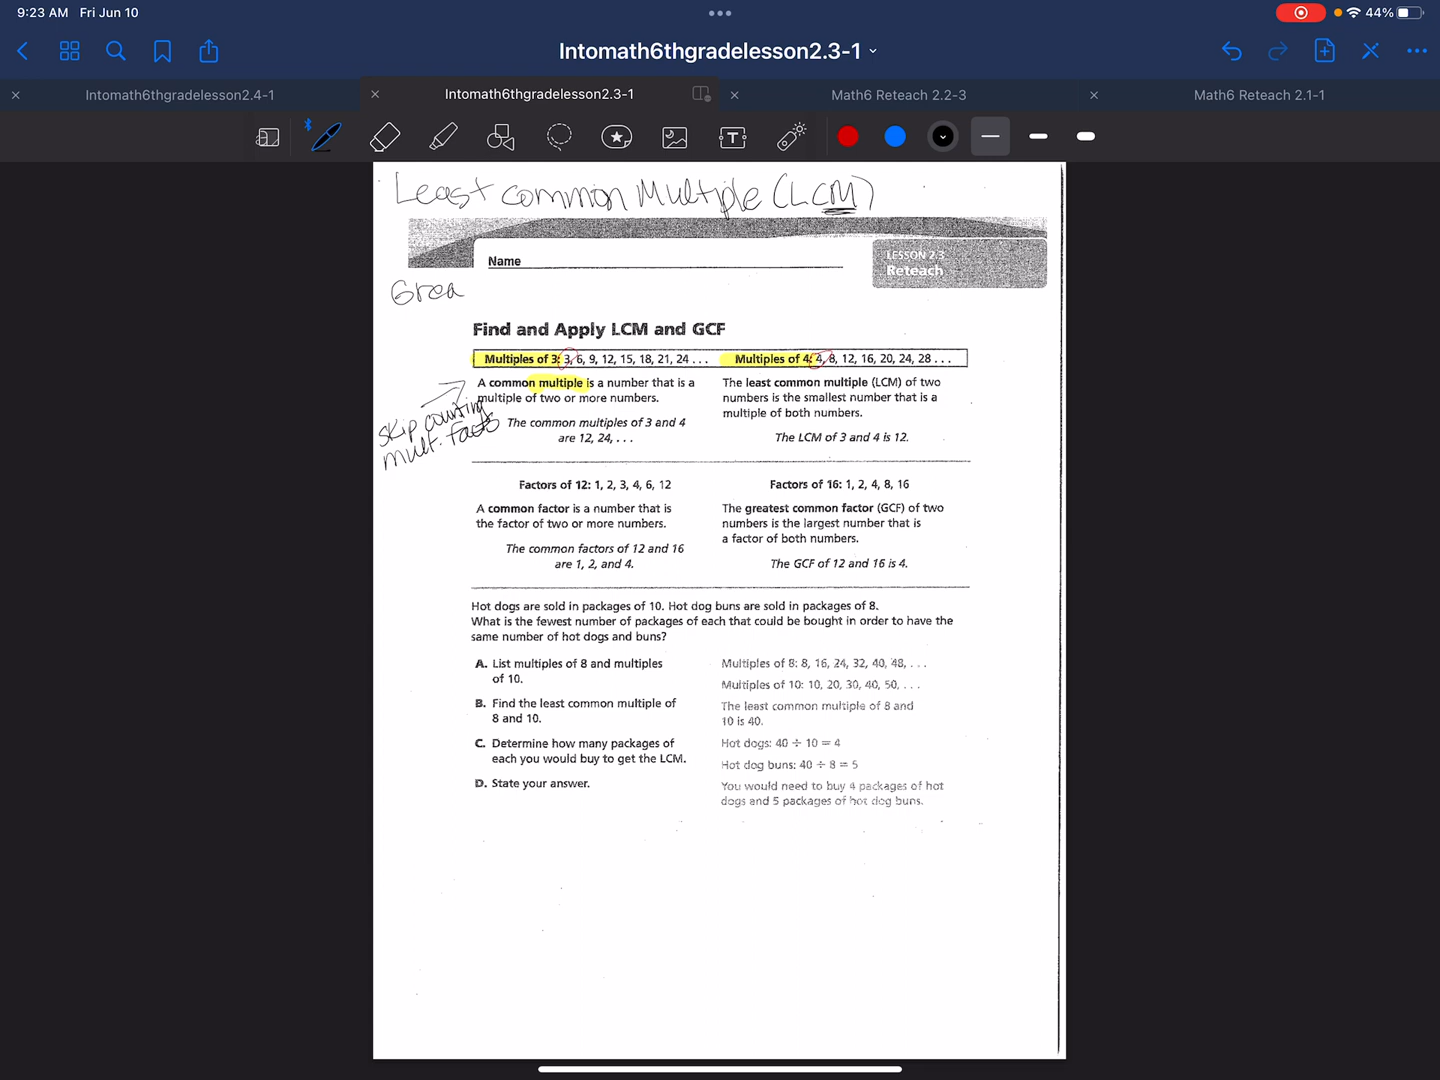 9:23 AM Fri Jun 10
44%
Intomath6thgradelesson2.3-1
Intomath6thgradelesson2.4-1
Intomath6thgradelesson2.3-1
Math6 Reteach 2.2-3
Math6 Reteach 2.1-1
Least Common Multiple (LCM)
Name
LESSON 2.3
Reteach
Grea
Find and Apply LCM and GCF
Multiples of 3: 3, 6, 9, 12, 15, 18, 21, 24 . . . Multiples of 4: 4, 8, 12, 16, 20, 24, 28 . . .
A common multiple is a number that is a
multiple of two or more numbers.
The common multiples of 3 and 4
are 12, 24, . . .
skip counting
mult. facts
The least common multiple (LCM) of two
numbers is the smallest number that is a
multiple of both numbers.
The LCM of 3 and 4 is 12.
Factors of 12: 1, 2, 3, 4, 6, 12
A common factor is a number that is
the factor of two or more numbers.
The common factors of 12 and 16
are 1, 2, and 4.
Factors of 16: 1, 2, 4, 8, 16
The greatest common factor (GCF) of two
numbers is the largest number that is
a factor of both numbers.
The GCF of 12 and 16 is 4.
Hot dogs are sold in packages of 10. Hot dog buns are sold in packages of 8.
What is the fewest number of packages of each that could be bought in order to have the
same number of hot dogs and buns?
A. List multiples of 8 and multiples
of 10.
Multiples of 8: 8, 16, 24, 32, 40, 48, . . .
Multiples of 10: 10, 20, 30, 40, 50, . . .
B. Find the least common multiple of
8 and 10.
The least common multiple of 8 and
10 is 40.
C. Determine how many packages of
each you would buy to get the LCM.
Hot dogs: 40 ÷ 10 = 4
Hot dog buns: 40 ÷ 8 = 5
D. State your answer.
You would need to buy 4 packages of hot
dogs and 5 packages of hot dog buns.